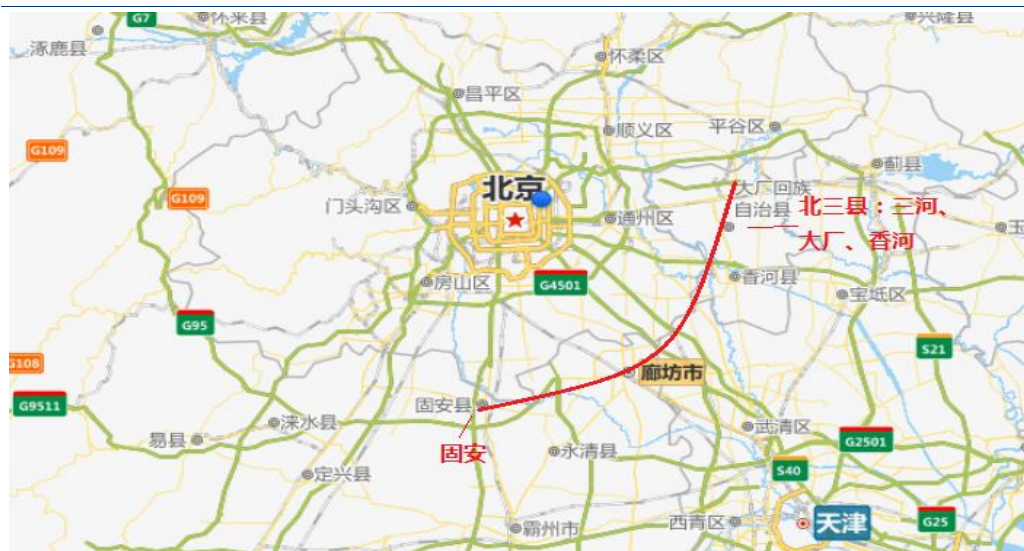 G7
怀来县
兴隆县
涿鹿县
怀柔区
昌平区
顺义区
平谷区
G109
蓟县
G109
北京
大厂回族
自治县
门头沟区
通州区
北三县：三河、
大厂、香河
玉
房山区
G4501
香河县
宝坻区
G95
S21
G108
廊坊市
G9511
固安县
涞水县
武清区
易县
G2501
固安
永清县
定兴县
S40
霸州市
西青区
天津
G25